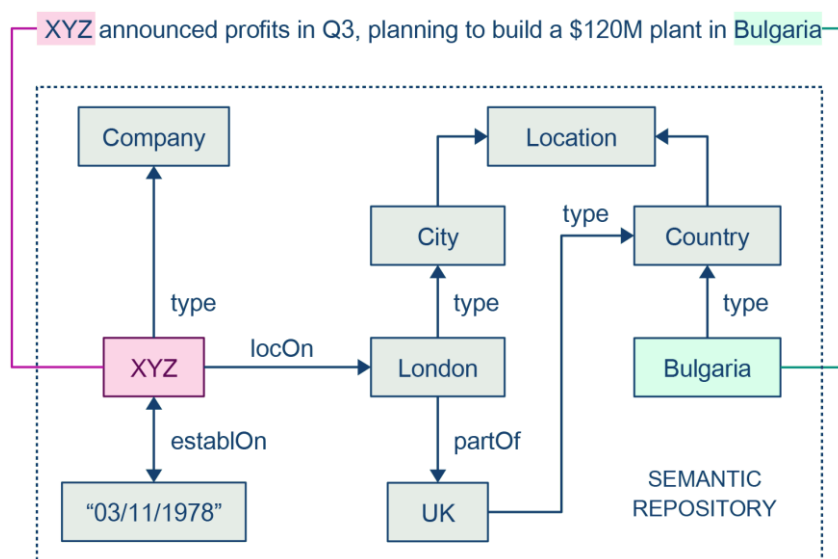 XYZ announced profits in Q3, planning to build a $120M plant in Bulgaria
Company
Location
City
type
Country
type
type
type
XYZ
locOn
London
Bulgaria
establOn
partOf
“03/11/1978”
UK
SEMANTIC
REPOSITORY